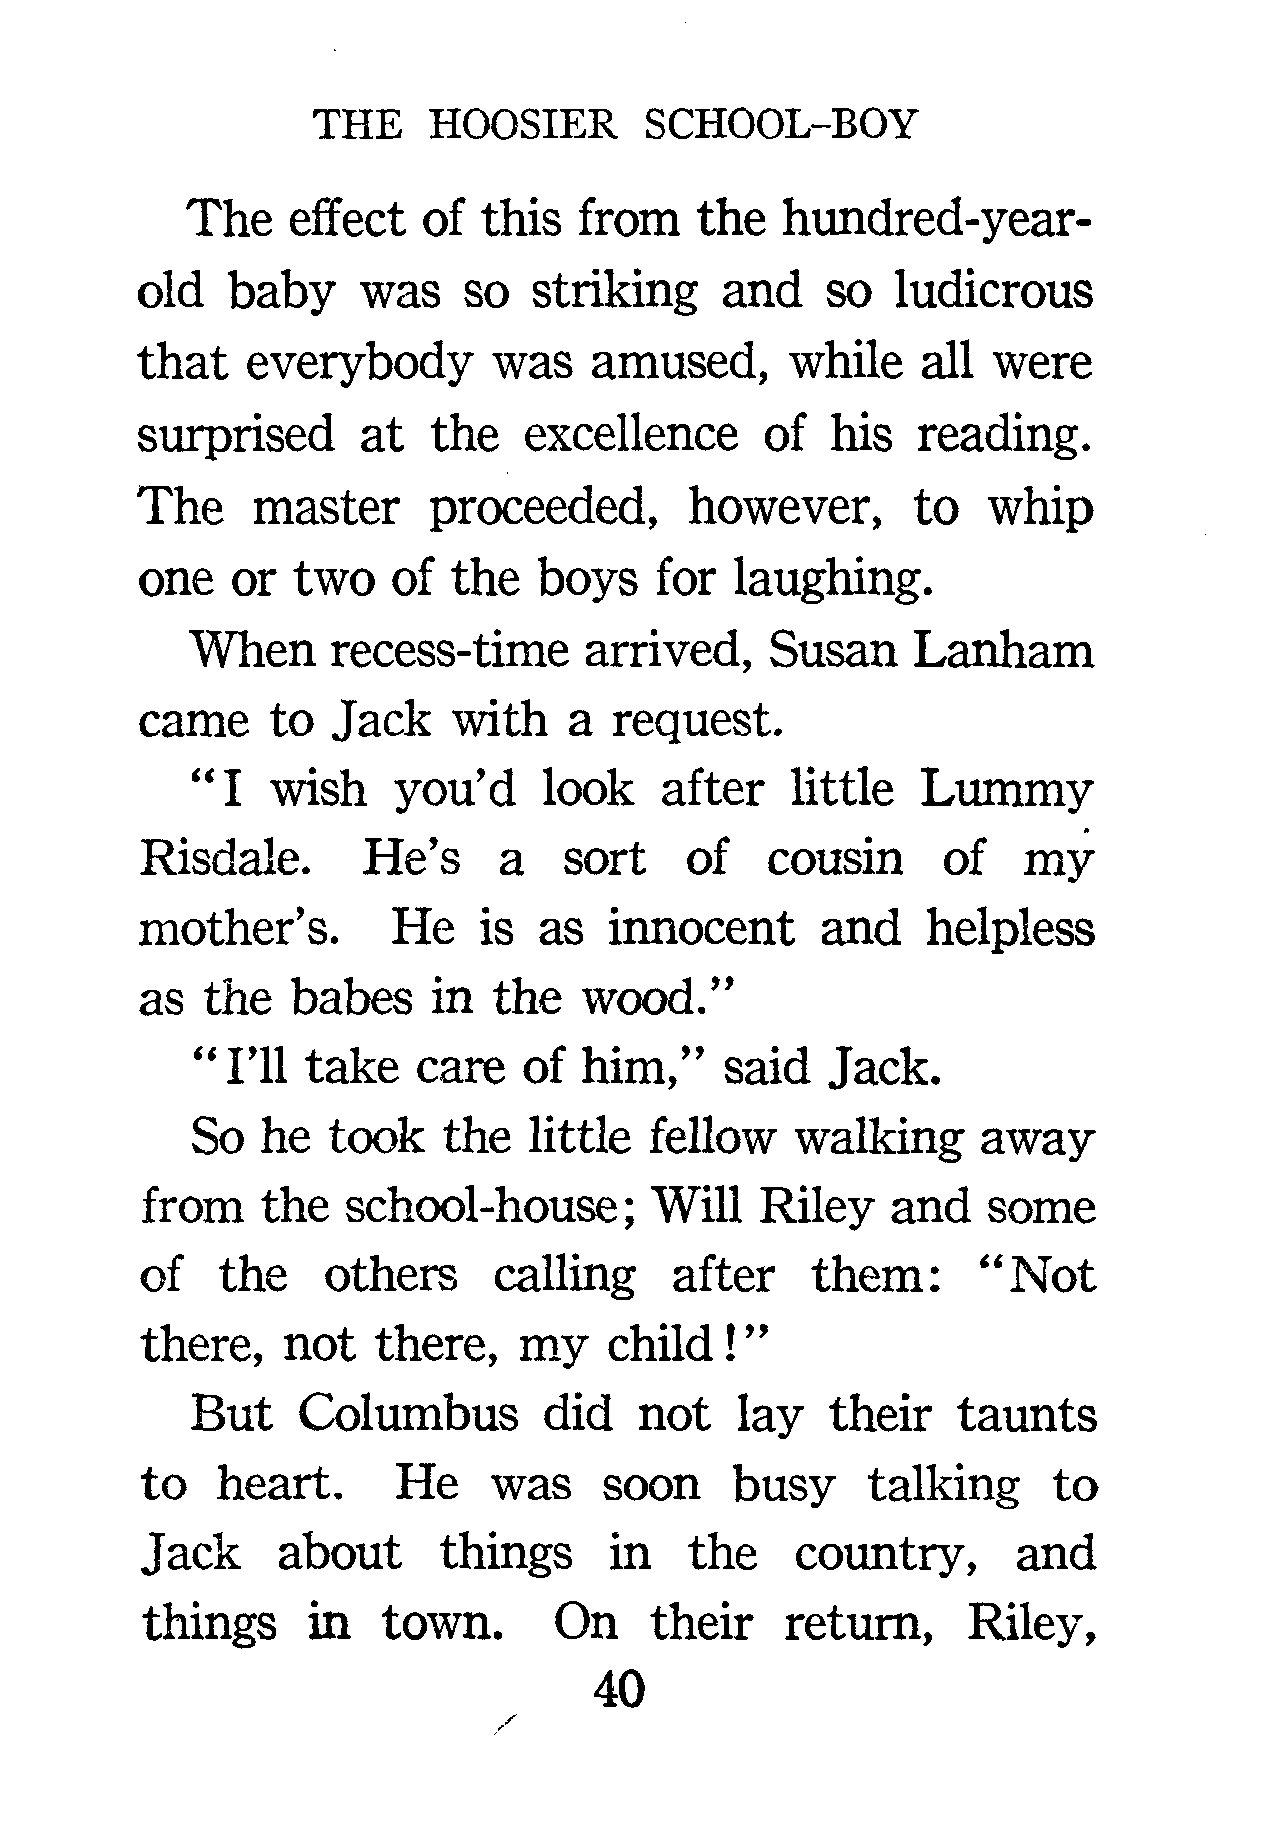 THE HOOSIER SCHOOL-BOY
The effect of this from the hundred-year-
old baby was so striking and so ludicrous
that everybody was amused, while all were
surprised at the excellence of his reading.
The master proceeded, however, to whip
one or two of the boys for laughing.
When recess-time arrived, Susan Lanham
came to Jack with a request.
“I wish you’d look after little Lummy
Risdale. He’s a sort of cousin of my
mother’s. He is as innocent and helpless
as the babes in the wood.”
“I’ll take care of him,” said Jack.
So he took the little fellow walking away
from the school-house; Will Riley and some
of the others calling after them: “Not
there, not there, my child!”
But Columbus did not lay their taunts
to heart. He was soon busy talking to
Jack about things in the country, and
things in town. On their return, Riley,
40